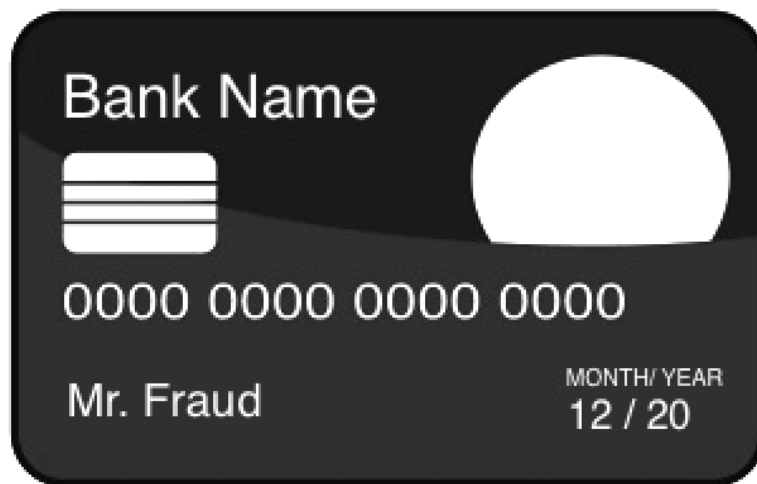 Bank Name
0000 0000 0000 0000
MONTH/ YEAR
Mr. Fraud
12 / 20